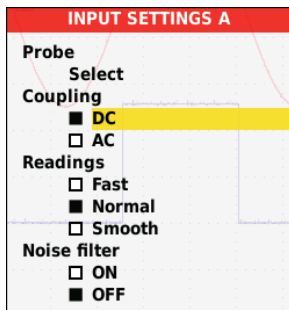 INPUT SETTINGS A
Probe
Select
Coupling
DC
AC
Readings
Fast
Normal
Smooth
Noise filter
ON
OFF